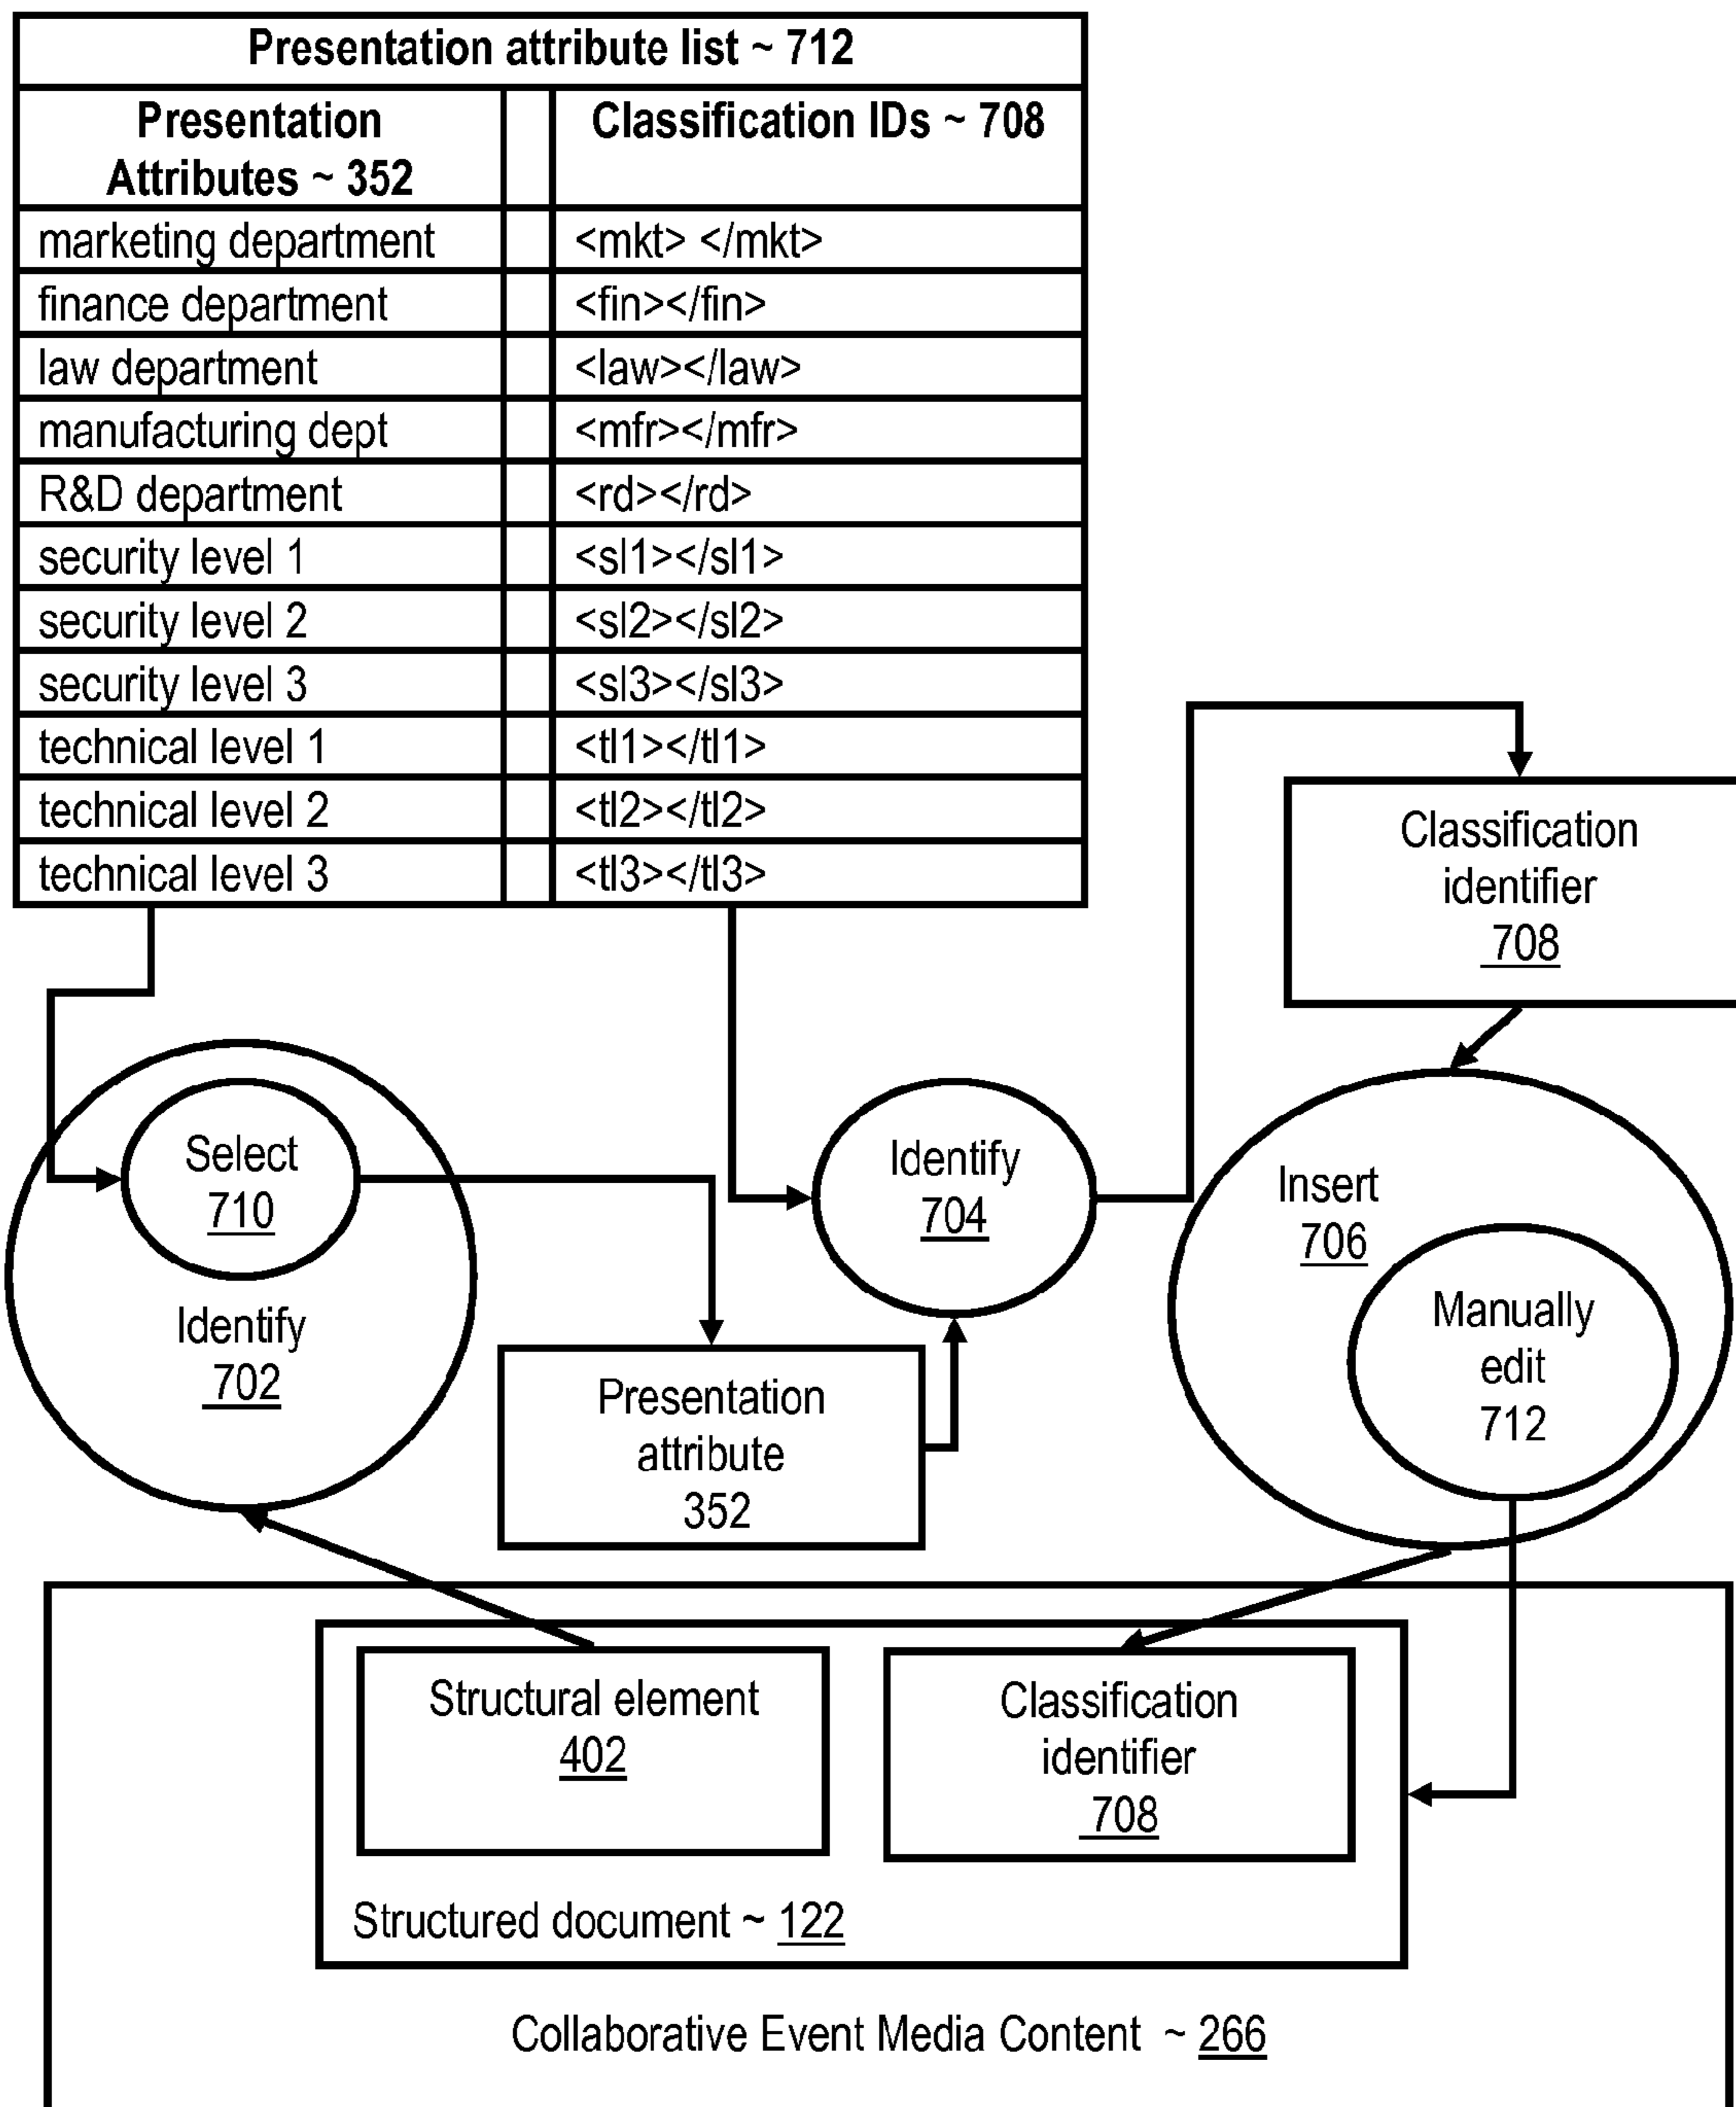 Presentation attribute list ~ 712
Presentation
Attributes ~ 352
Classification IDs ~ 708
marketing department
<mkt> </mkt>
finance department
<fin></fin>
law department
<law></law>
manufacturing dept
<mfr></mfr>
R&D department
<rd></rd>
security level 1
<sl1></sl1>
security level 2
<sl2></sl2>
security level 3
<sl3></sl3>
technical level 1
<tl1></tl1>
technical level 2
<tl2></tl2>
technical level 3
<tl3></tl3>
Classification
identifier
708
Select
710
Identify
702
Identify
704
Insert
706
Manually
edit
712
Presentation
attribute
352
Structural element
402
Classification
identifier
708
Structured document ~ 122
Collaborative Event Media Content ~ 266